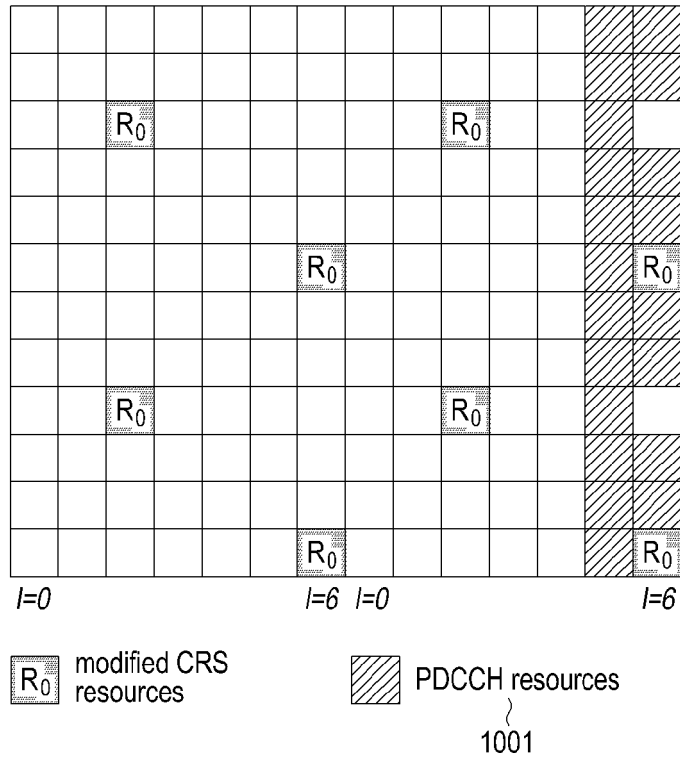 R0 R0
R0 R0
R0 R0
R0 R0
l=0 l=6 l=0 l=6
R0 modified CRS
resources
PDCCH resources
1001